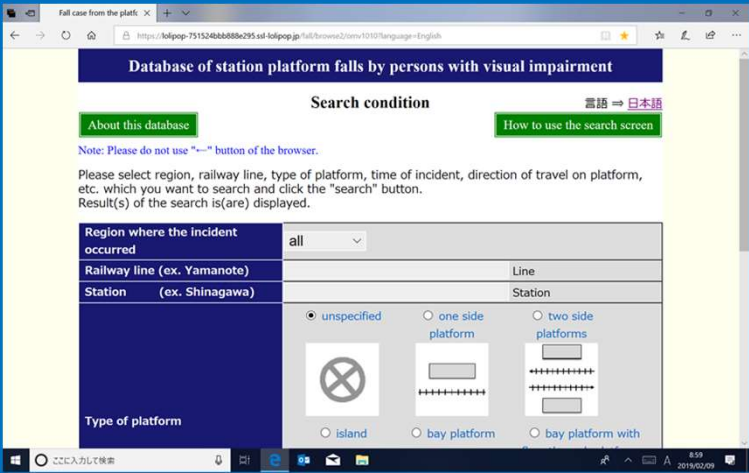 Fall case from the platfo
https://lolipop-751524bbb888e295.ssl-lolipop.jp/fall/browse2/omv1010?language=English
Database of station platform falls by persons with visual impairment
Search condition
言語 ⇒ 日本語
About this database
How to use the search screen
Note: Please do not use "←" button of the browser.
Please select region, railway line, type of platform, time of incident, direction of travel on platform,
etc. which you want to search and click the "search" button.
Result(s) of the search is(are) displayed.
Region where the incident
occurred
all
Railway line (ex. Yamanote)
Line
Station (ex. Shinagawa)
Station
Type of platform
unspecified
one side
platform
two side
platforms
island
bay platform
bay platform with
ここに入力して検索
A
8:59
2019/02/09